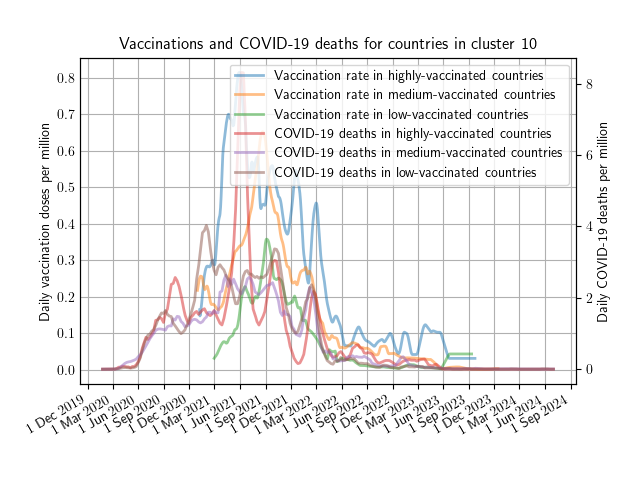 Vaccinations and COVID-19 deaths for countries in cluster 10
Vaccination rate in highly-vaccinated countries
Vaccination rate in medium-vaccinated countries
Vaccination rate in low-vaccinated countries
COVID-19 deaths in highly-vaccinated countries
COVID-19 deaths in medium-vaccinated countries
COVID-19 deaths in low-vaccinated countries
Daily vaccination doses per million
0.8
0.7
0.6
0.5
0.4
0.3
0.2
0.1
0.0
Daily COVID-19 deaths per million
8
6
4
2
0
1 Dec 2019
1 Mar 2020
1 Jun 2020
1 Sep 2020
1 Dec 2020
1 Mar 2021
1 Jun 2021
1 Sep 2021
1 Dec 2021
1 Mar 2022
1 Jun 2022
1 Sep 2022
1 Dec 2022
1 Mar 2023
1 Jun 2023
1 Sep 2023
1 Dec 2023
1 Mar 2024
1 Jun 2024
1 Sep 2024